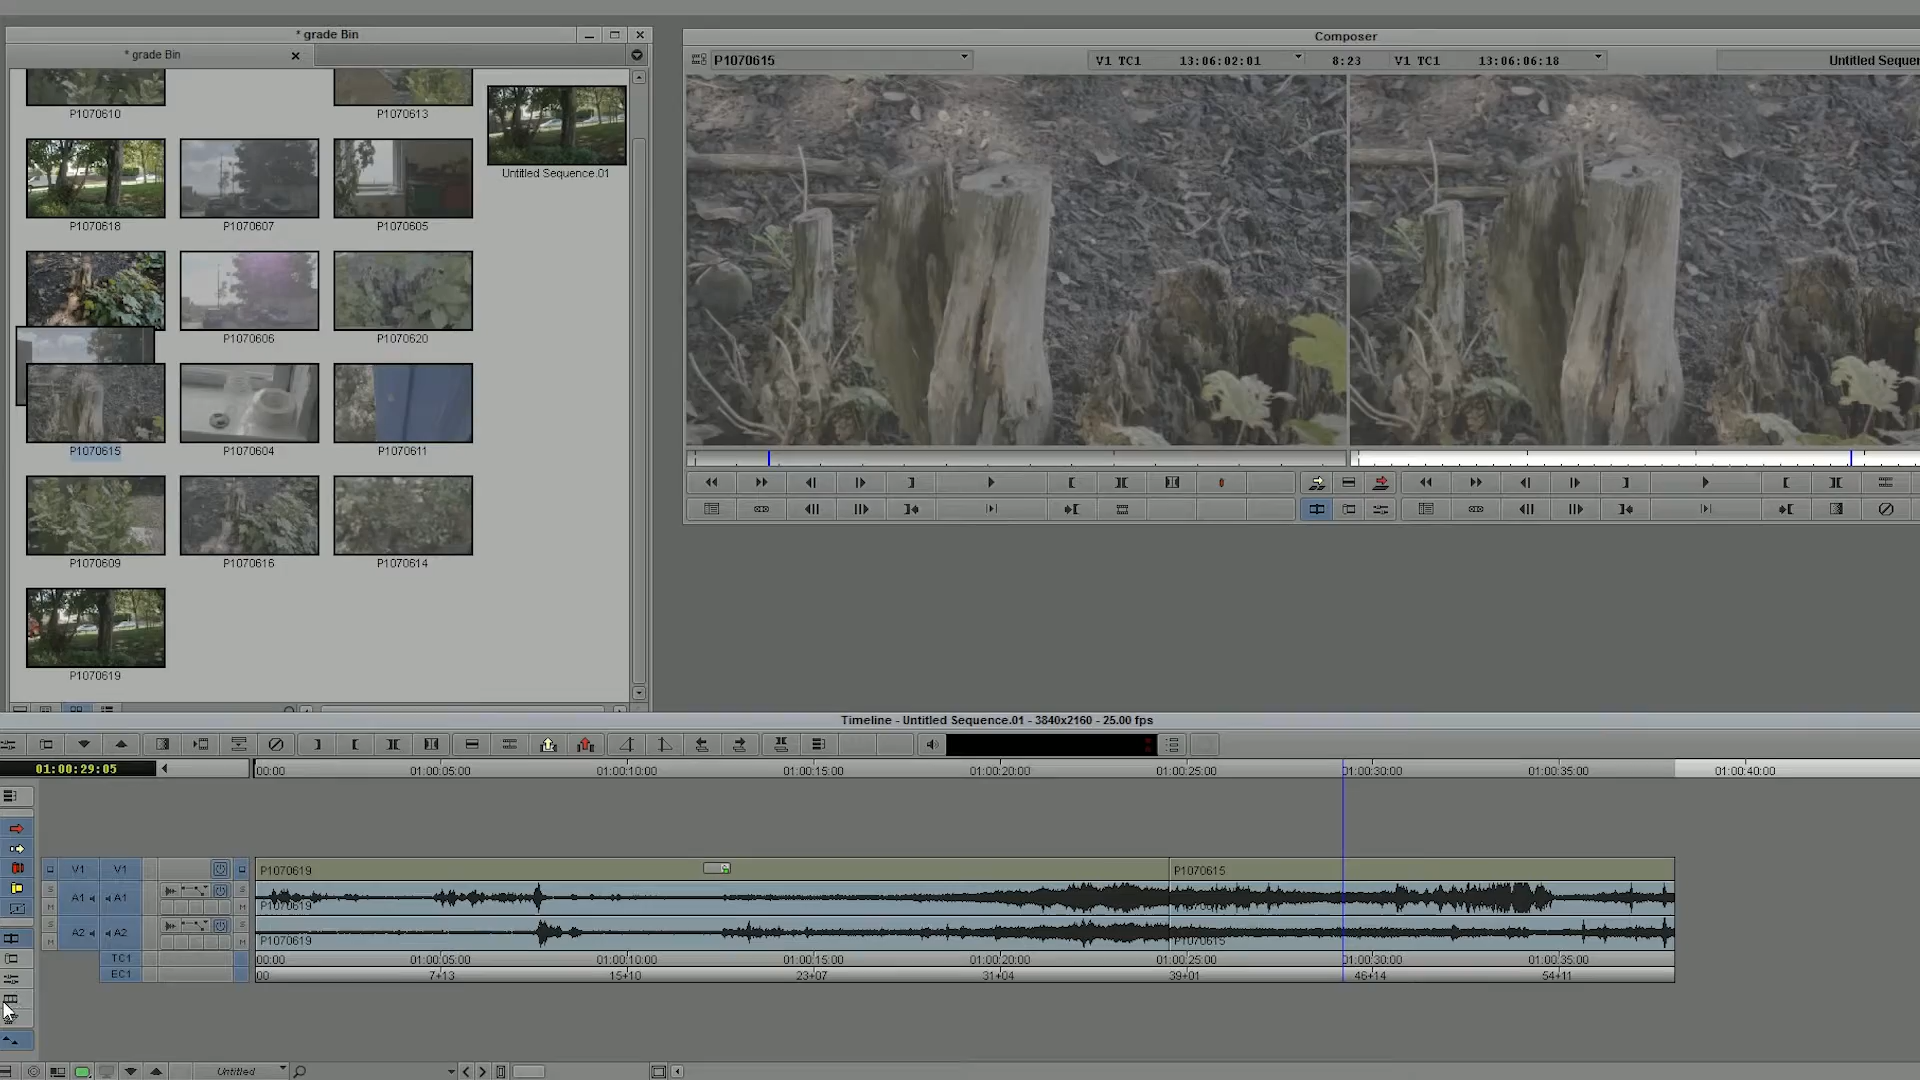 * grade Bin
* grade Bin
P1070610
P1070613
P1070618
P1070607
P1070605
Untitled Sequence.01
P1070606
P1070620
P1070615
P1070604
P1070611
P1070609
P1070616
P1070614
P1070619
Composer
P1070615
V1 TC1 13:06:02:01
8:23
V1 TC1 13:06:06:18
Untitled Sequen
Timeline - Untitled Sequence.01 - 3840x2160 - 25.00 fps
01:00:29:05
00:00 01:00:05:00 01:00:10:00 01:00:15:00 01:00:20:00 01:00:25:00 01:00:30:00 01:00:35:00 01:00:40:00
V1 V1 P1070619 P1070615
S M A1 A1 S M P1070619 P1070615
S M A2 A2 S M P1070619 P1070615
TC1 00:00 01:00:05:00 01:00:10:00 01:00:15:00 01:00:20:00 01:00:25:00 01:00:30:00 01:00:35:00
EC1 00 7+13 15+10 23+07 31+04 39+01 46+14 54+11
Untitled